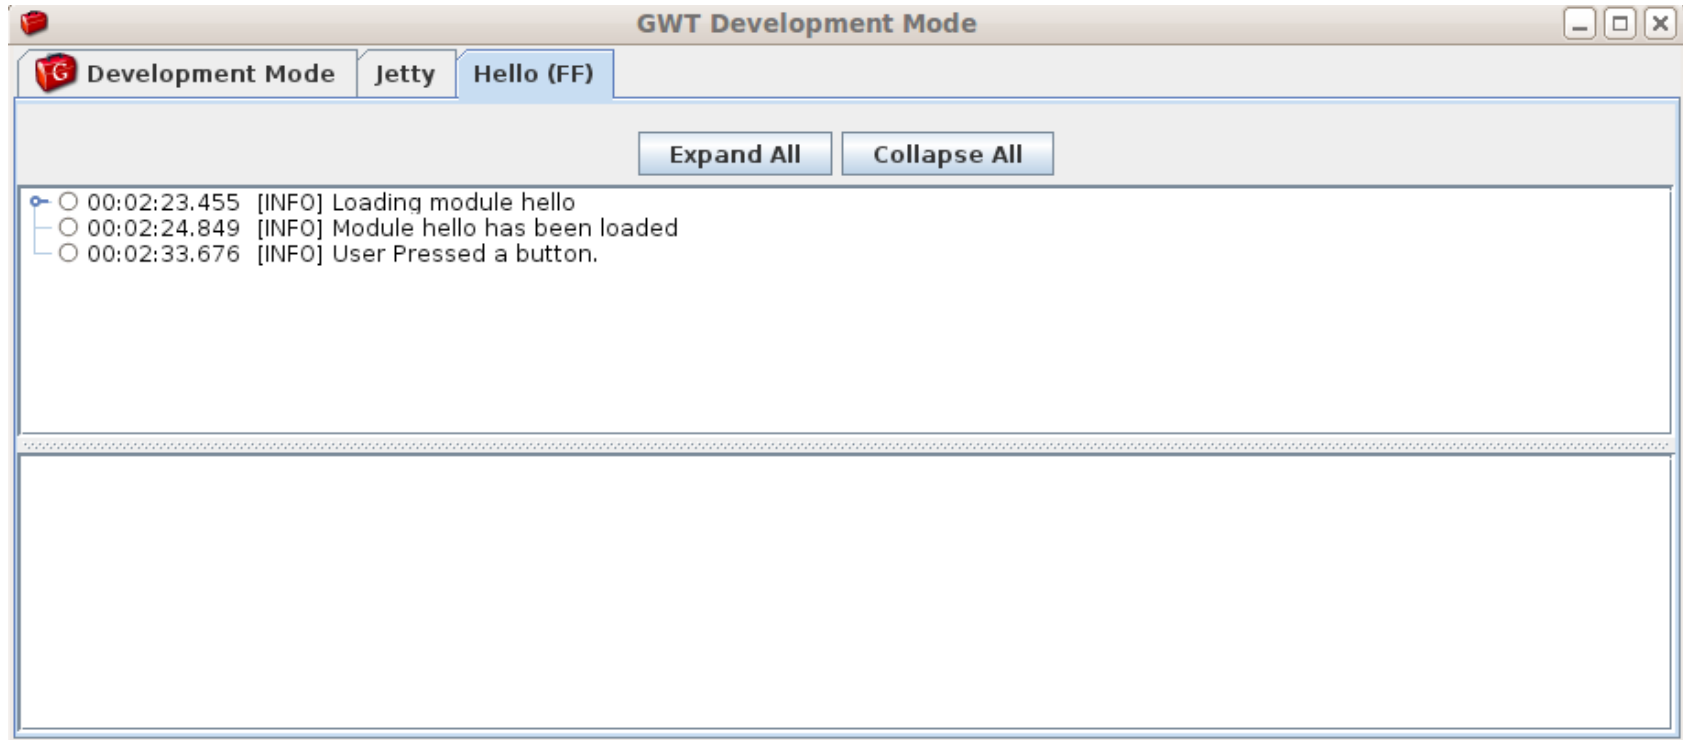 GWT Development Mode
G Development Mode Jetty Hello (FF)
Expand All Collapse All
00:02:23.455 [INFO] Loading module hello
00:02:24.849 [INFO] Module hello has been loaded
00:02:33.676 [INFO] User Pressed a button.